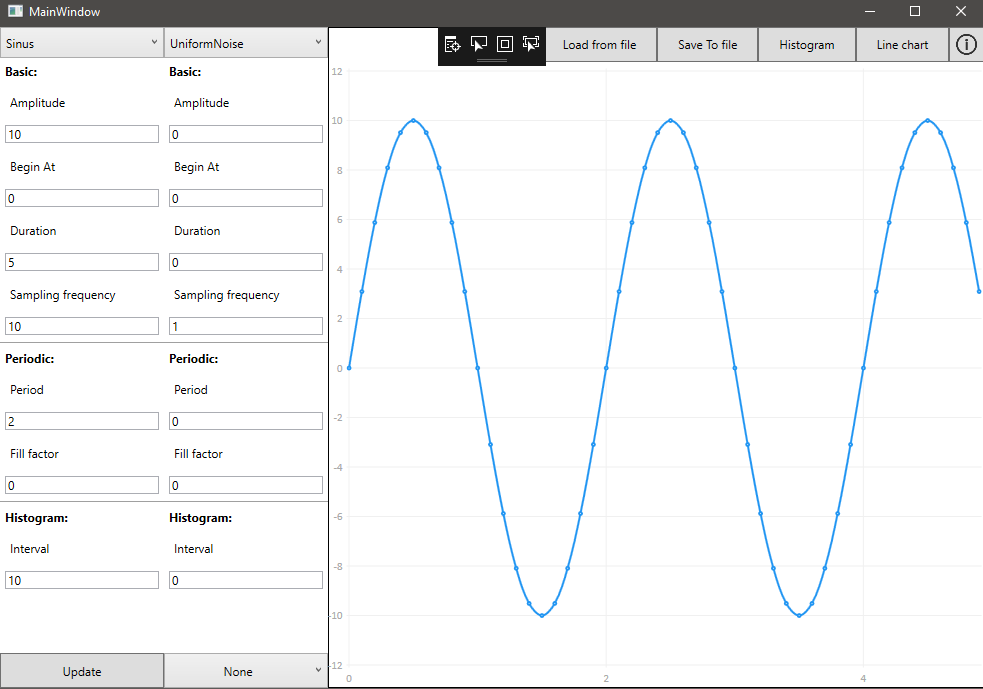 MainWindow
Sinus UniformNoise Load from file Save To file Histogram Line chart
Basic: Basic:
Amplitude Amplitude
10 0
Begin At Begin At
0 0
Duration Duration
5 0
Sampling frequency Sampling frequency
10 1
Periodic: Periodic:
Period Period
2 0
Fill factor Fill factor
0 0
Histogram: Histogram:
Interval Interval
10 0
Update None
12
10
8
6
4
2
0
-2
-4
-6
-8
-10
-12
0 2 4